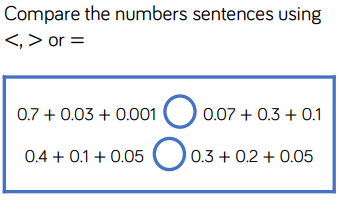 Compare the numbers sentences using
<, > or =
0.7 + 0.03 + 0.001 0.07 + 0.3 + 0.1
0.4 + 0.1 + 0.05 0.3 + 0.2 + 0.05